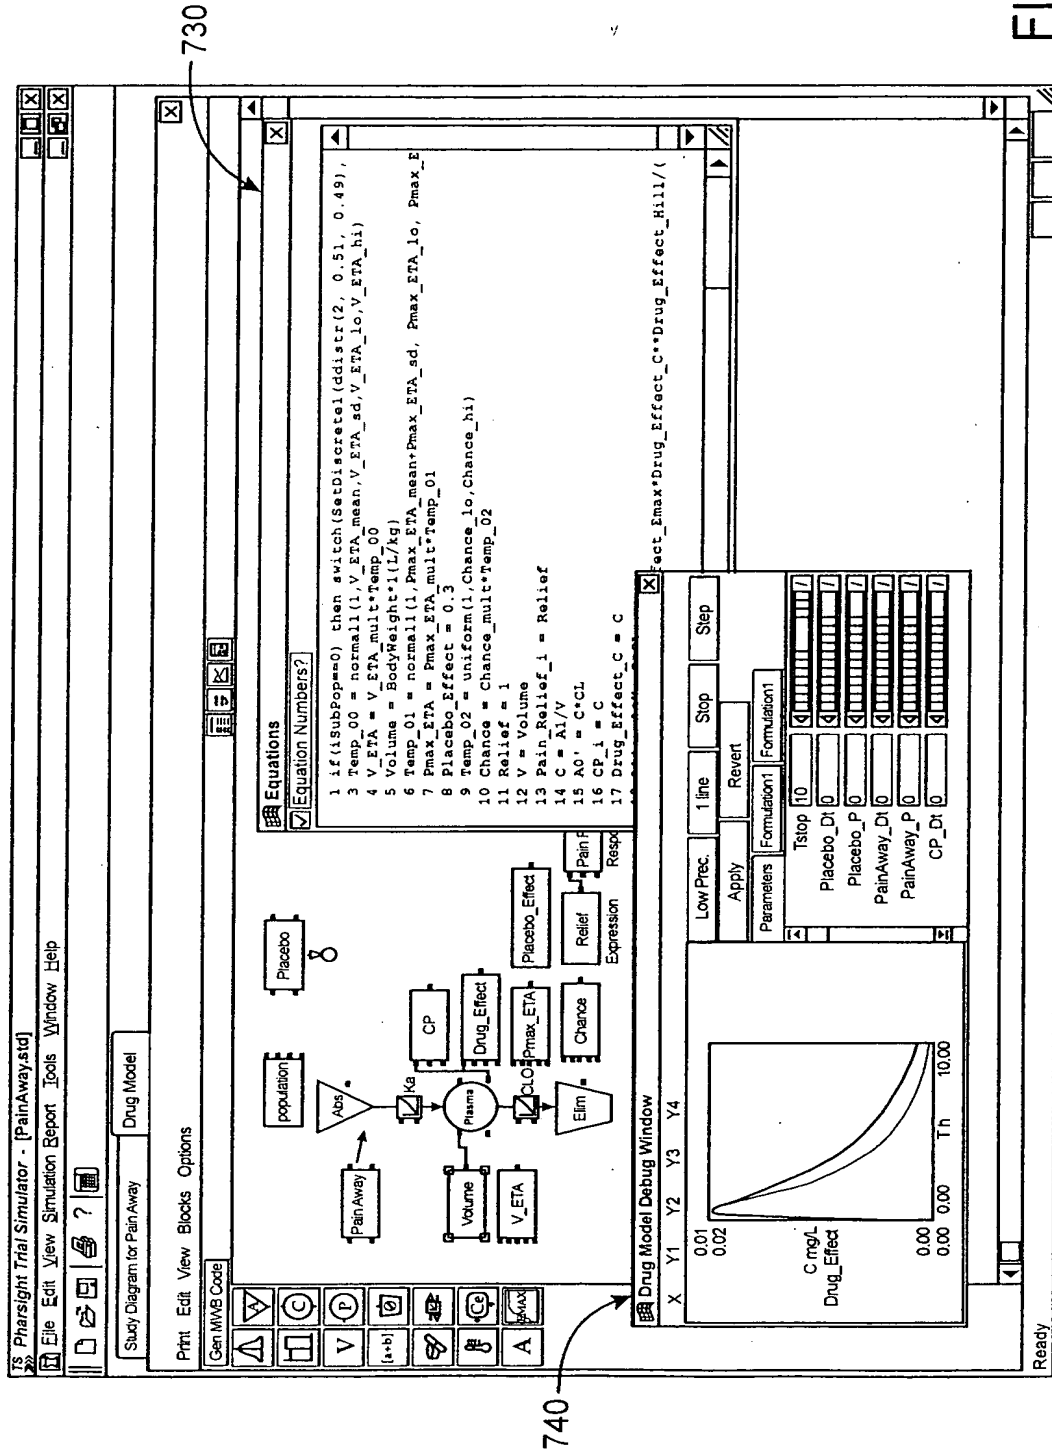 TS Pharsight Trial Simulator - [PainAway.std]
File Edit View Simulation Report Tools Window Help
?
Study Diagram for Pain Away Drug Model
Print Edit View Blocks Options
Gen MWB Code
A
C
V P
[a+b] 0
Ce
A EMAX
population
Placebo
Pain Away
Abs
Ka
CP
Volume
Plasma
Drug_Effect
V_ETA
CLO
Pmax_ETA
Placebo_Effect
Elim
Chance
Relief
Pain F
Expression
Respo
730
Equations
Equation Numbers?
1 if(iSubPop==0) then switch(SetDiscrete1(ddistr(2, 0.51, 0.49),
3 Temp_00 = normal1(1,V_ETA_mean,V_ETA_sd,V_ETA_lo,V_ETA_hi)
4 V_ETA = V_ETA_mult*Temp_00
5 Volume = BodyWeight*1(L/kg)
6 Temp_01 = normal1(1,Pmax_ETA_mean+Pmax_ETA_sd, Pmax_ETA_lo, Pmax_E
7 Pmax_ETA = Pmax_ETA_mult*Temp_01
8 Placebo_Effect = 0.3
9 Temp_02 = uniform(1,Chance_lo,Chance_hi)
10 Chance = Chance_mult*Temp_02
11 Relief = 1
12 V = Volume
13 Pain_Relief_i = Relief
14 C = A1/V
15 A0' = C*CL
16 CP_i = C
17 Drug_Effect_C = C
fect_Emax*Drug_Effect_C**Drug_Effect_Hill/(
740
Drug Model Debug Window
X Y1 Y2 Y3 Y4
0.01
0.02
C mg/L
Drug_Effect
0.00
0.00
0.00 T h 10.00
Low Prec. 1 line Stop Step
Apply Revert
Parameters Formulation1 Formulation1
Tstop 10
Placebo_Dt 0
Placebo_P 0
PainAway_Dt 0
PainAway_P 0
CP_Dt 0
Ready